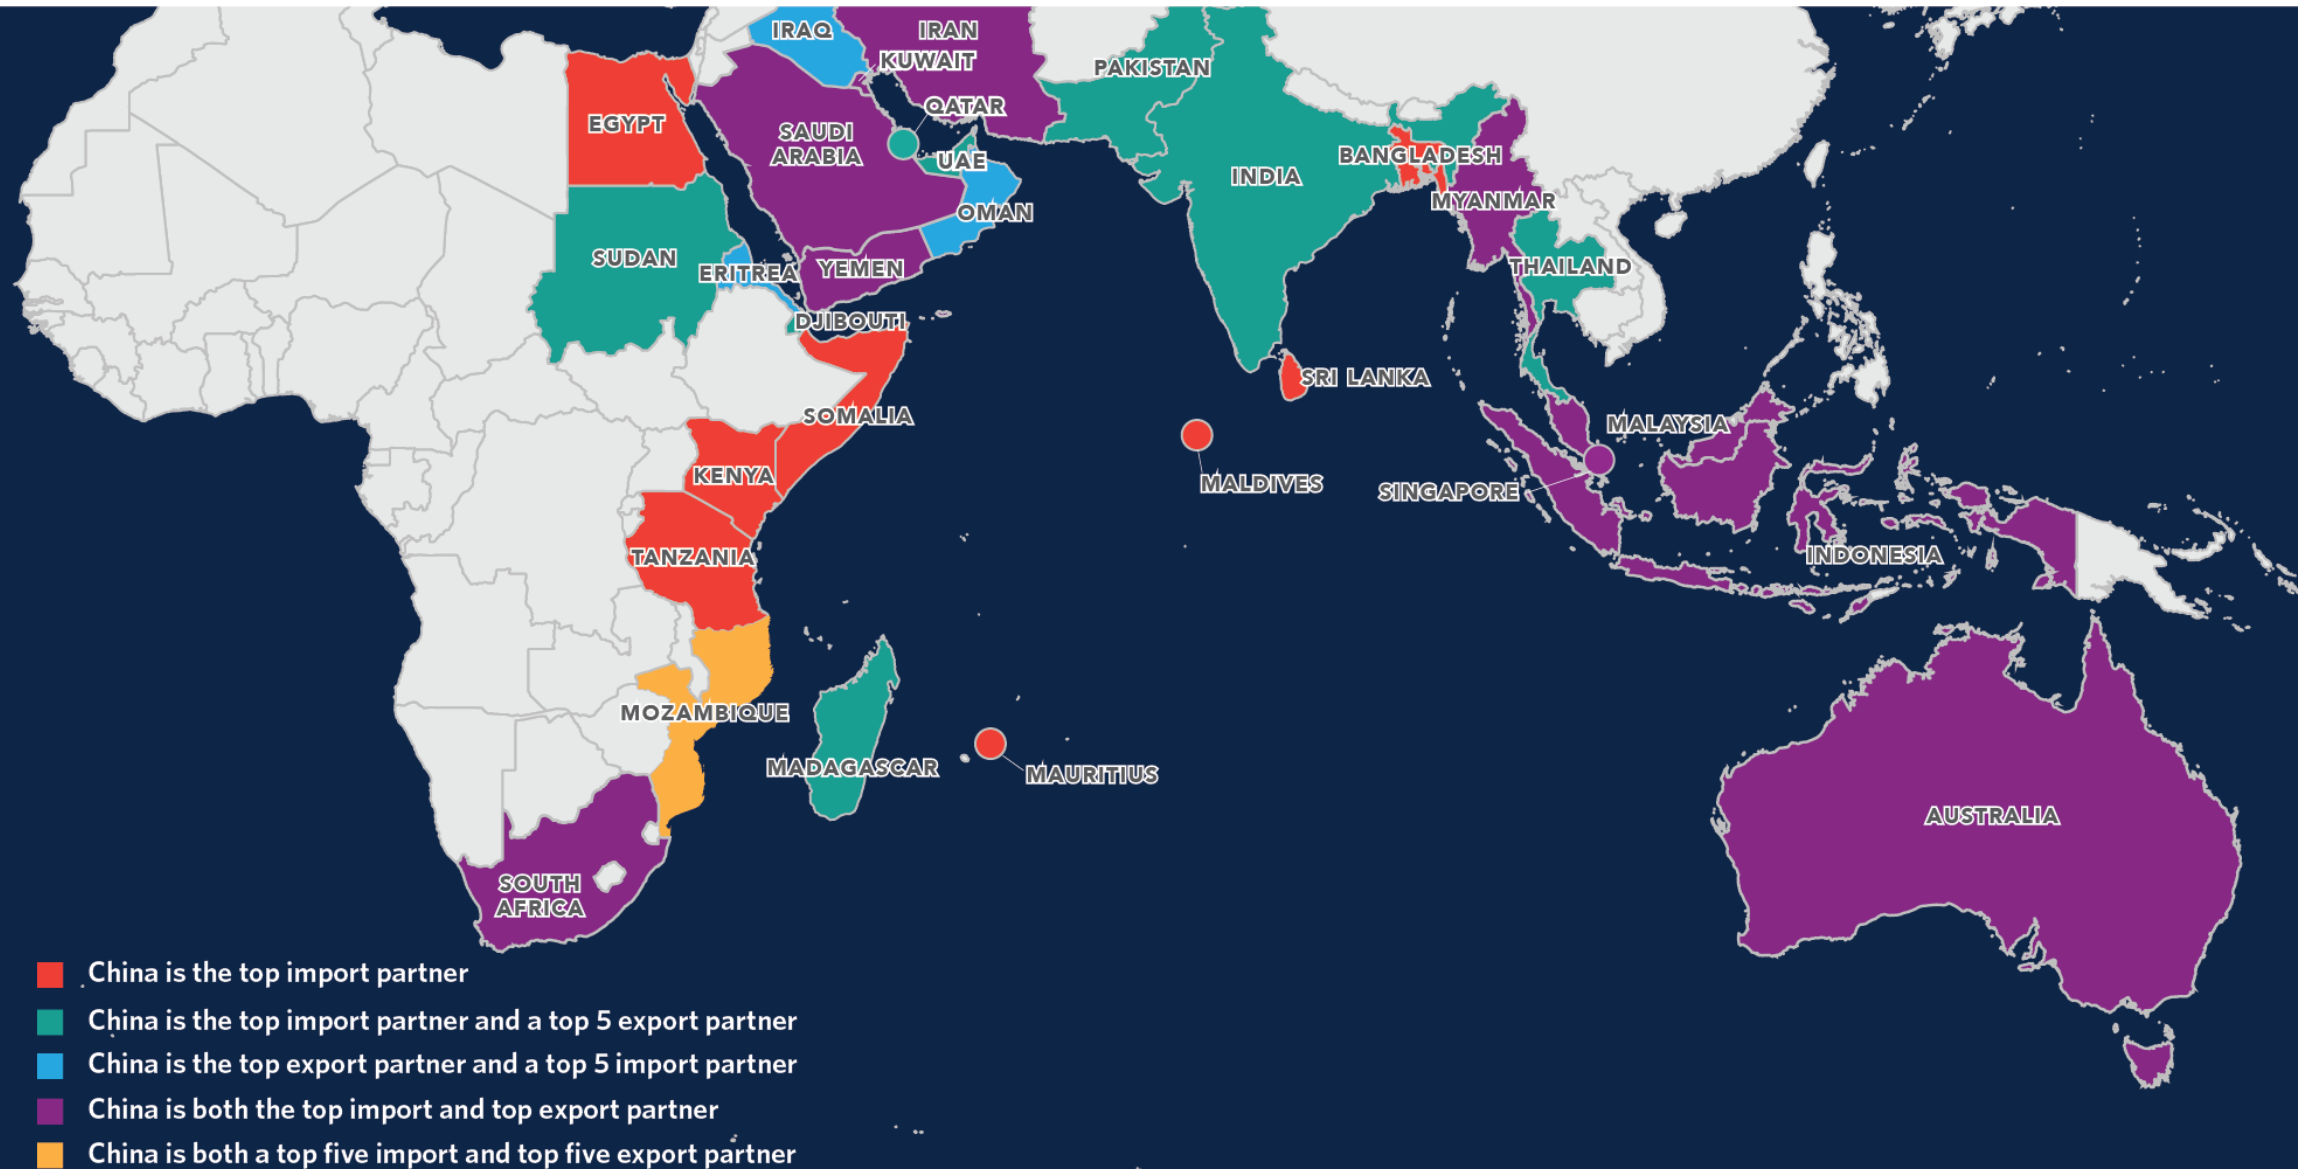 IRAQ
IRAN
KUWAIT
PAKISTAN
QATAR
EGYPT
SAUDI
ARABIA
UAE
BANGLADESH
INDIA
MYANMAR
OMAN
SUDAN
ERITREA
YEMEN
THAILAND
DJIBOUTI
SRI LANKA
SOMALIA
MALAYSIA
KENYA
MALDIVES
SINGAPORE
TANZANIA
INDONESIA
MOZAMBIQUE
MADAGASCAR
MAURITIUS
AUSTRALIA
SOUTH
AFRICA
China is the top import partner
China is the top import partner and a top 5 export partner
China is the top export partner and a top 5 import partner
China is both the top import and top export partner
China is both a top five import and top five export partner